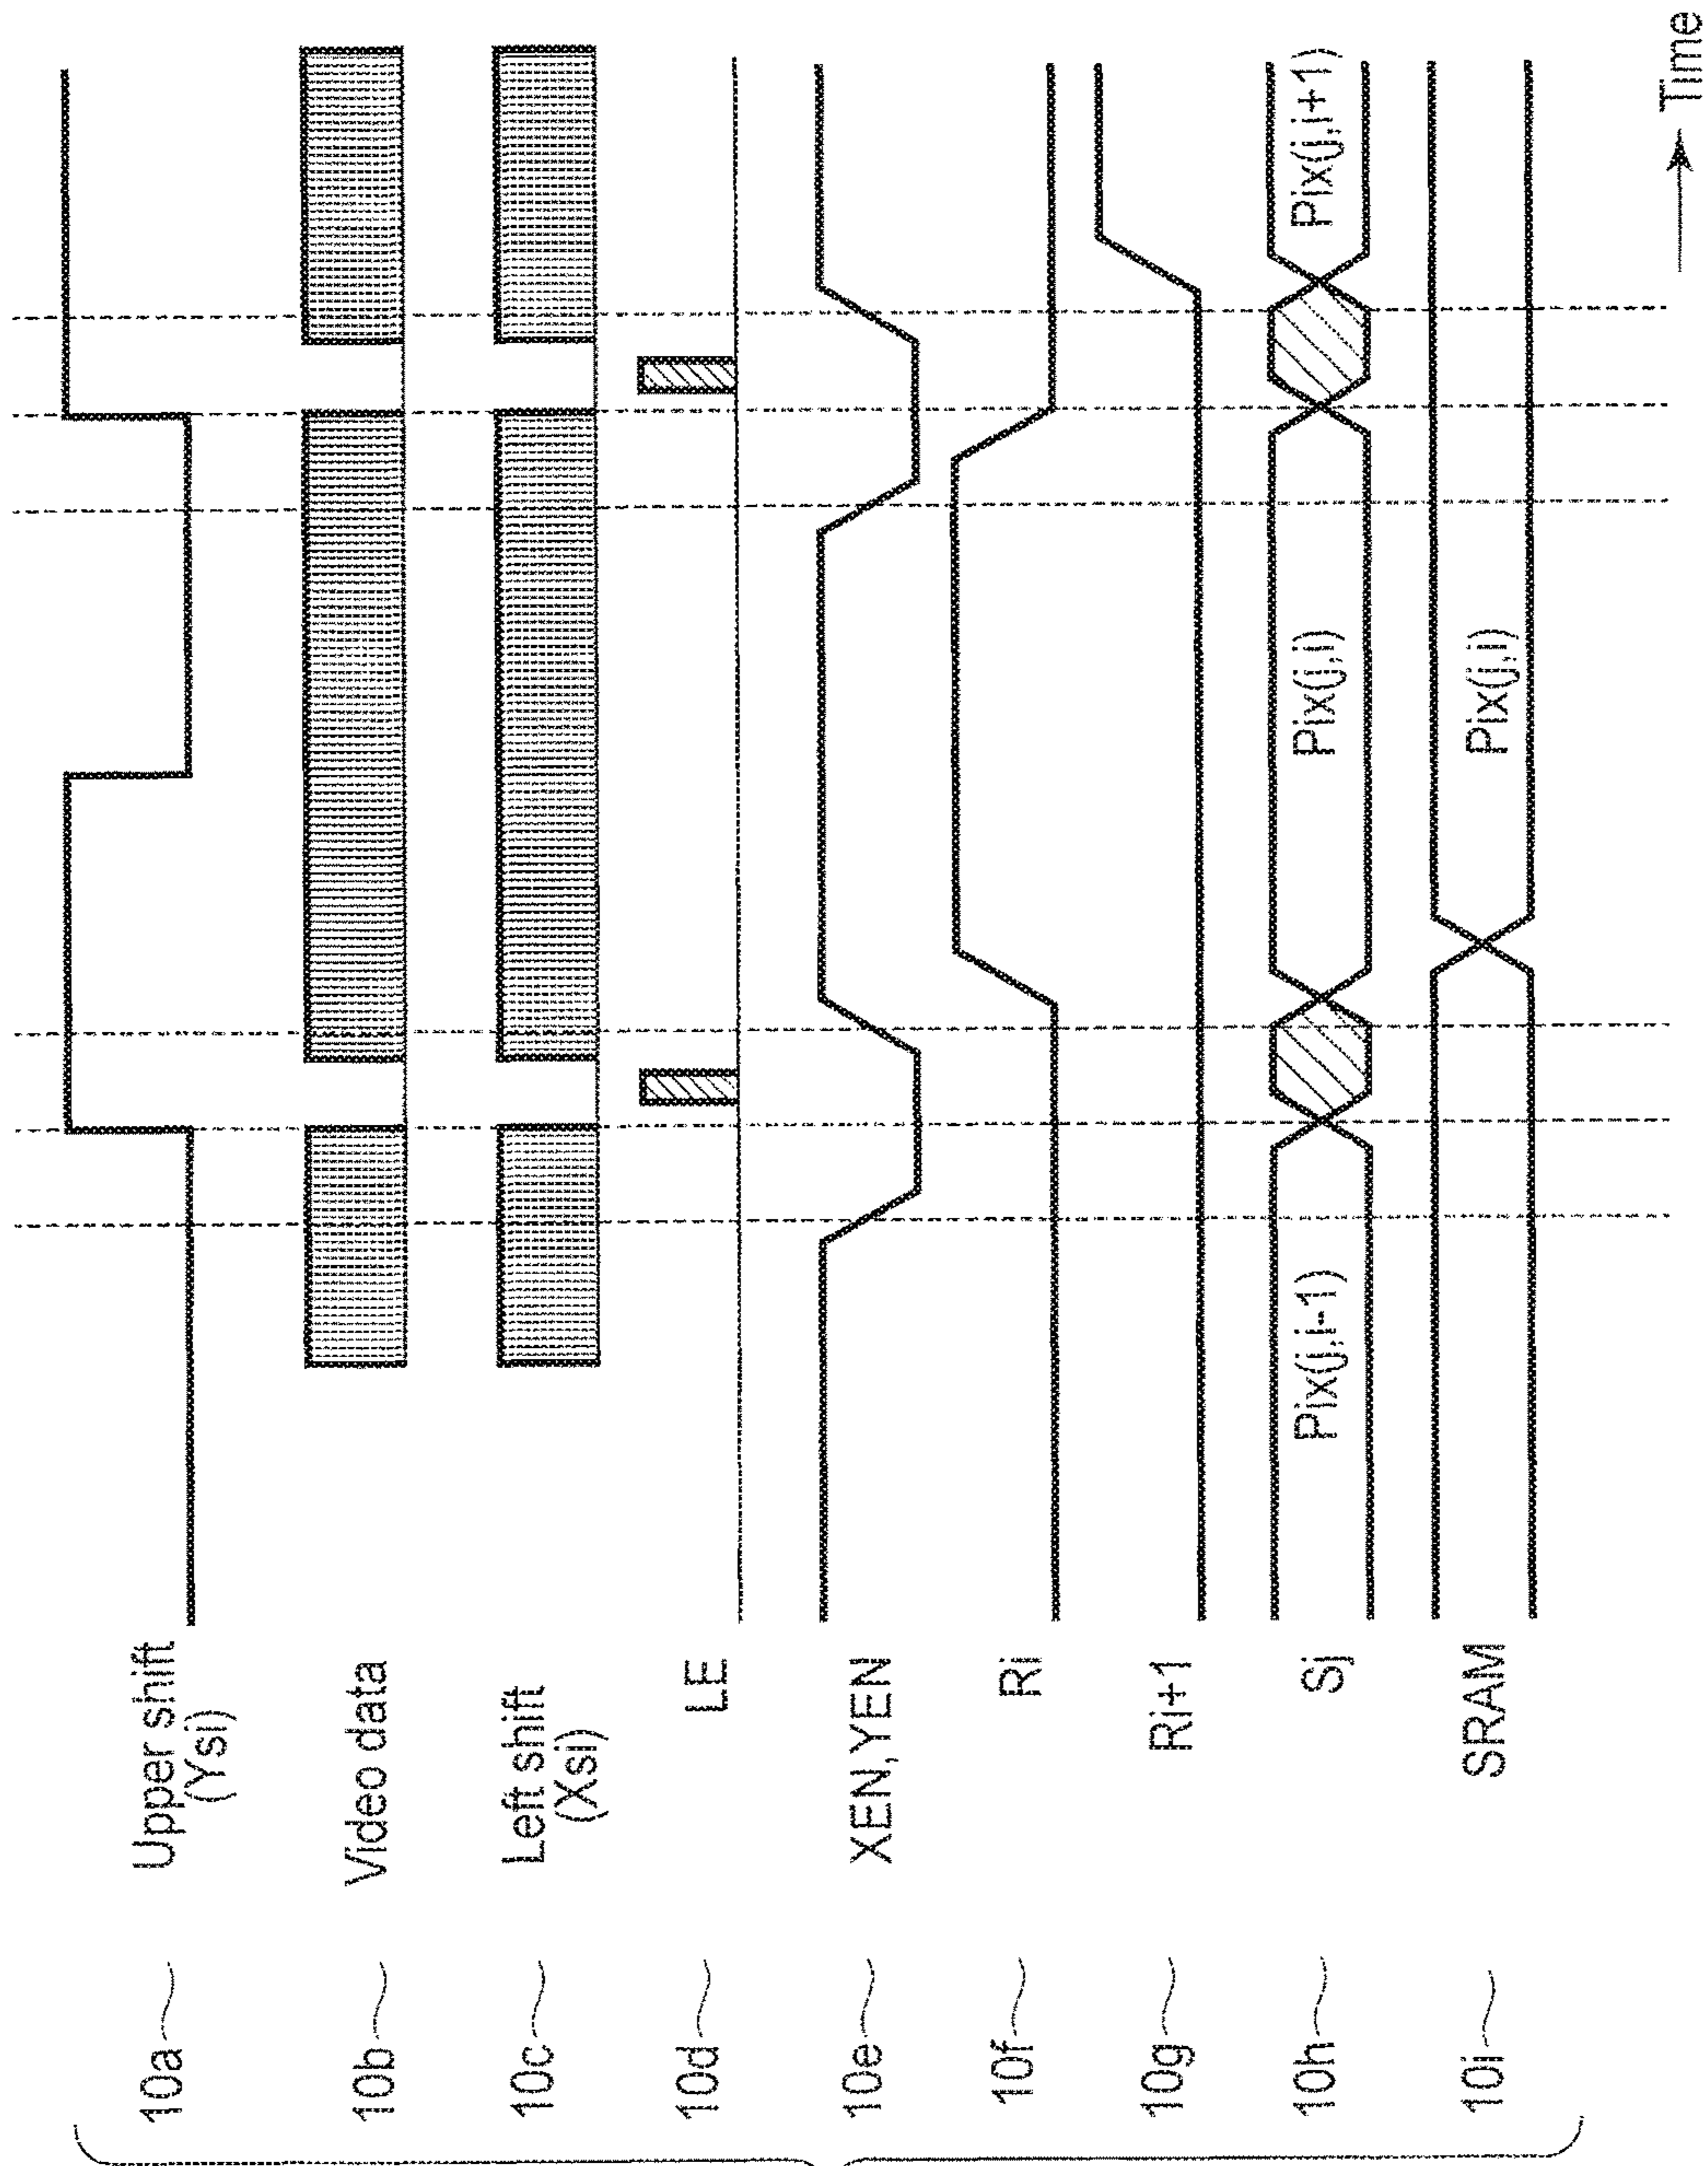 10a Upper shift
(Ysi)
10b Video data
10c Left shift
(Xsi)
10d LE
10e XEN,YEN
10f Ri
10g Ri+1
10h Sj Pix(j,i-1) Pix(j,i) Pix(j,i+1)
10i SRAM Pix(j,i)
Time